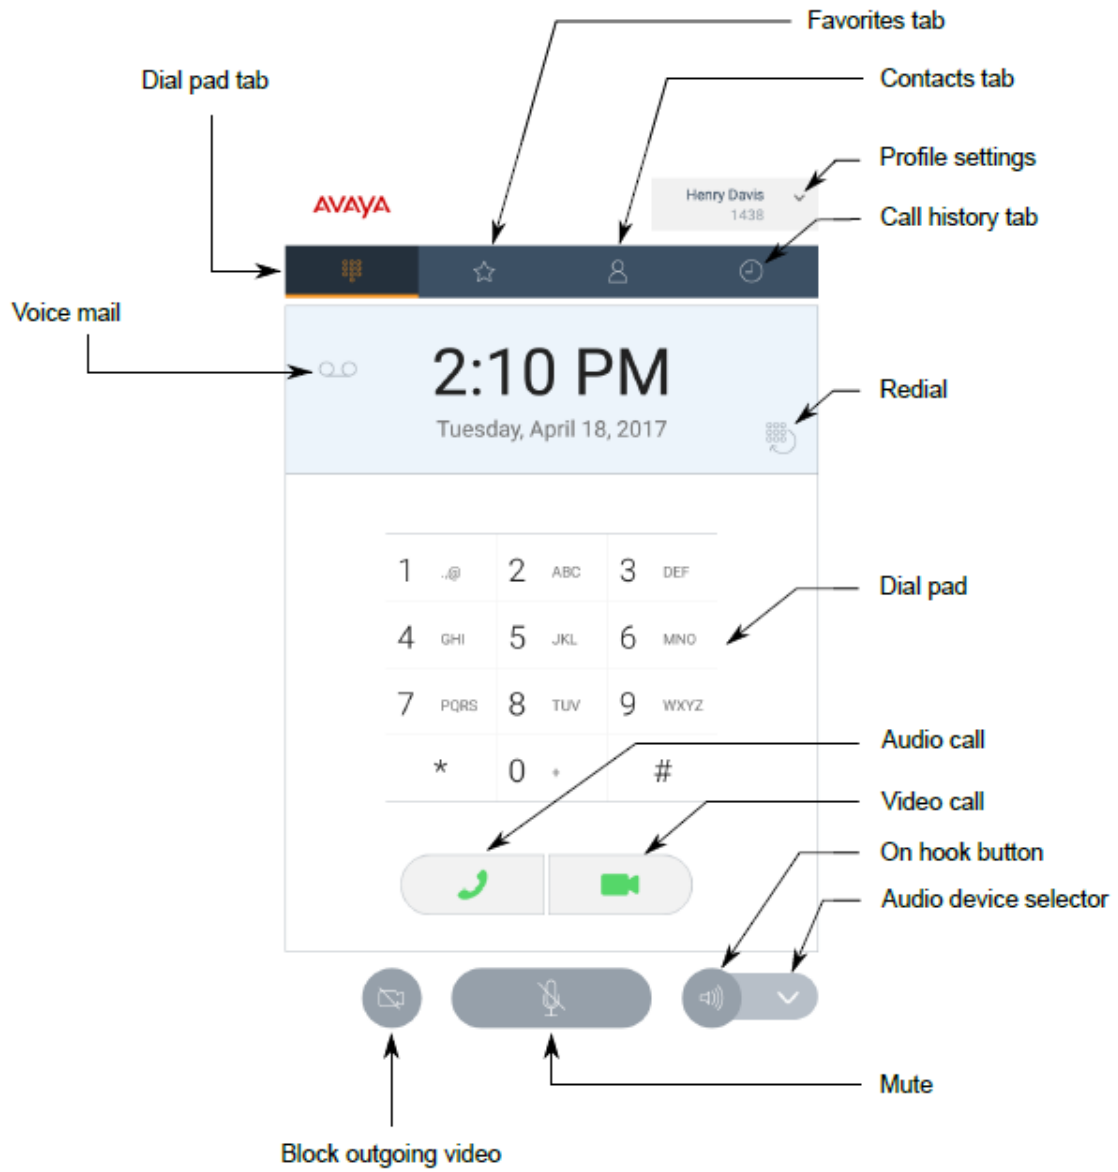 Favorites tab
Dial pad tab
Contacts tab
Profile settings
AVAYA
Henry Davis
1438
Call history tab
Voice mail
2:10 PM
Tuesday, April 18, 2017
Redial
1 .,@ 2 ABC 3 DEF
Dial pad
4 GHI 5 JKL 6 MNO
7 PQRS 8 TUV 9 WXYZ
Audio call
* 0 + #
Video call
On hook button
Audio device selector
Mute
Block outgoing video